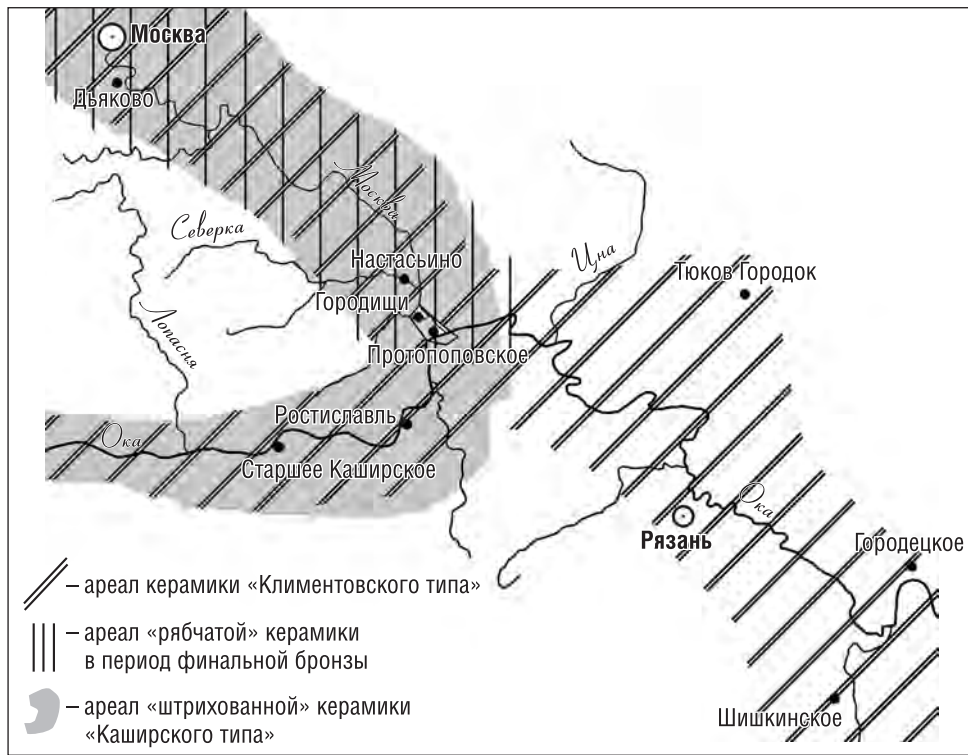 Москва
Дьяково
Москва
Северка
Цна
Настасьино
Тюков Городок
Городищи
Лопасня
Протопоповское
Ростиславль
Ока
Старшее Каширское
Ока
Рязань
Городецкое
– ареал керамики «Климентовского типа»
– ареал «рябчатой» керамики
в период финальной бронзы
– ареал «штрихованной» керамики
«Каширского типа»
Шишкинское